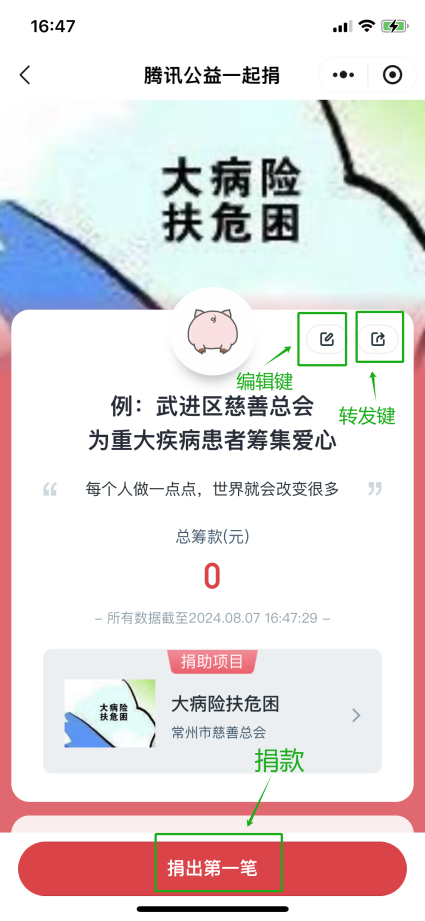 16:47
腾讯公益一起捐
大病险
扶危困
编辑键
转发键
例：武进区慈善总会
为重大疾病患者筹集爱心
“ 每个人做一点点，世界就会改变很多 ”
总筹款(元)
0
– 所有数据截至2024.08.07 16:47:29 –
捐助项目
大病险
扶危困
大病险扶危困
常州市慈善总会
捐款
捐出第一笔